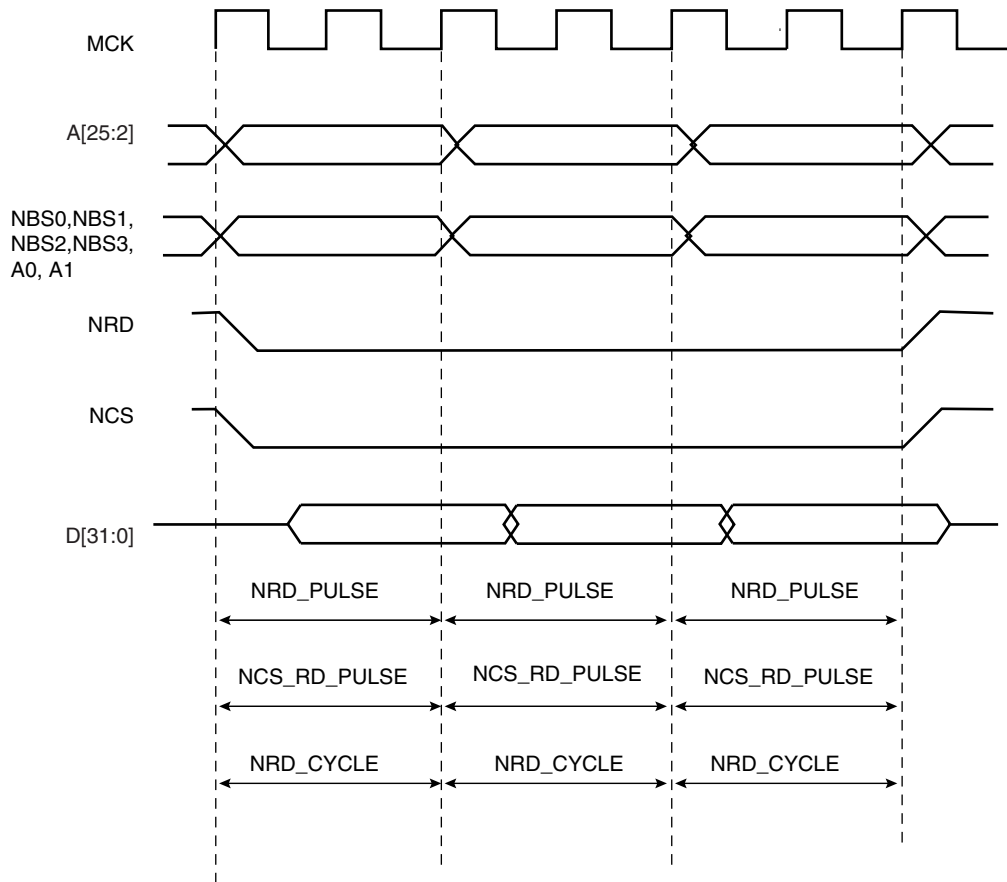 MCK
A[25:2]
NBS0,NBS1,
NBS2,NBS3,
A0, A1
NRD
NCS
D[31:0]
NRD_PULSE NRD_PULSE NRD_PULSE
NCS_RD_PULSE NCS_RD_PULSE NCS_RD_PULSE
NRD_CYCLE NRD_CYCLE NRD_CYCLE